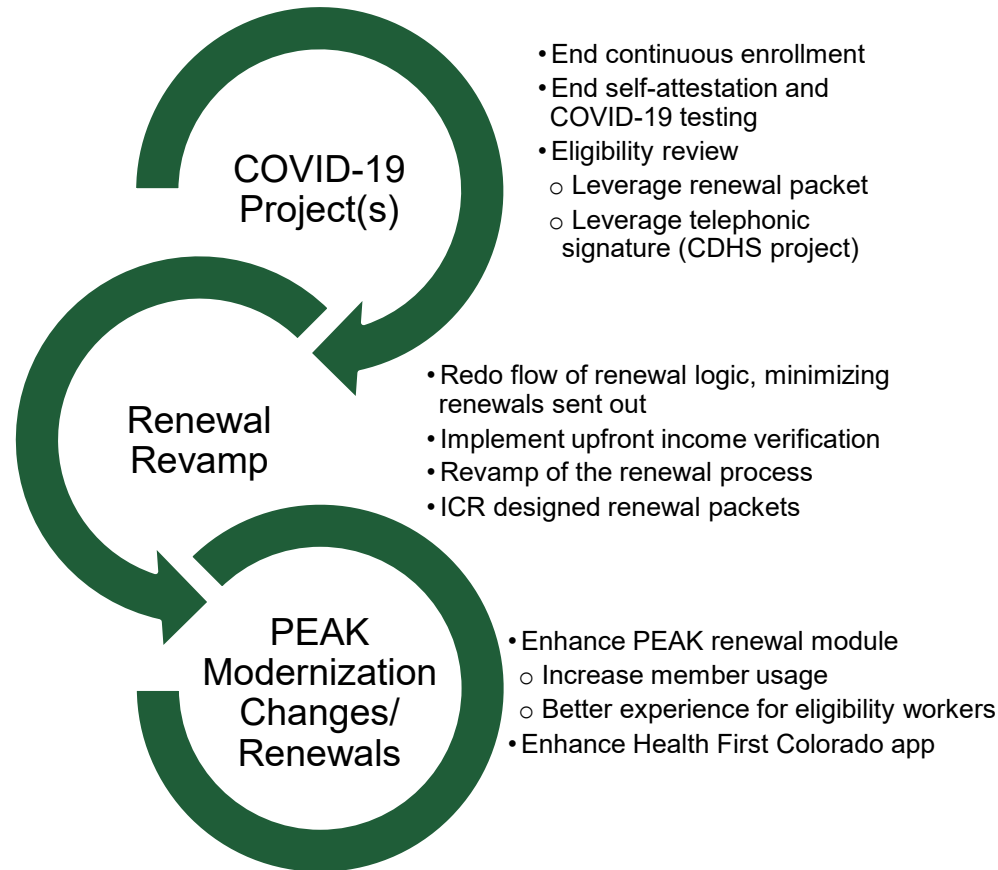 COVID-19
Project(s)
• End continuous enrollment
• End self-attestation and
COVID-19 testing
• Eligibility review
o Leverage renewal packet
o Leverage telephonic
signature (CDHS project)
Renewal
Revamp
• Redo flow of renewal logic, minimizing
renewals sent out
• Implement upfront income verification
• Revamp of the renewal process
• ICR designed renewal packets
PEAK
Modernization
Changes/
Renewals
• Enhance PEAK renewal module
o Increase member usage
o Better experience for eligibility workers
• Enhance Health First Colorado app